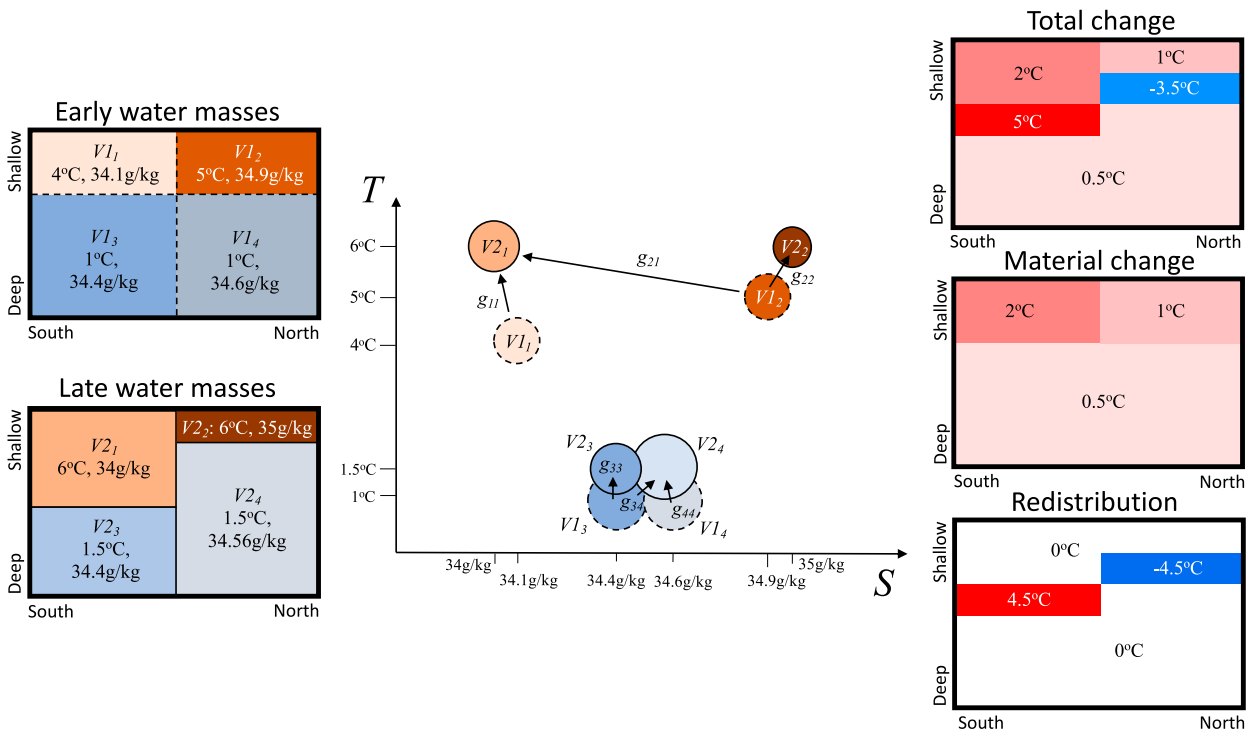 Early water masses
Shallow
Deep
V1₁
4°C, 34.1g/kg
V1₂
5°C, 34.9g/kg
V1₃
1°C,
34.4g/kg
V1₄
1°C,
34.6g/kg
South
North
Late water masses
Shallow
Deep
V2₁
6°C, 34g/kg
V2₂: 6°C, 35g/kg
V2₃
1.5°C,
34.4g/kg
V2₄
1.5°C,
34.56g/kg
South
North
T
6°C
5°C
4°C
1.5°C
1°C
V2₁
V2₂
g₂₁
g₂₂
g₁₁
V1₂
V1₁
V2₃
V2₄
g₃₃
g₃₄
g₄₄
V1₃
V1₄
34g/kg
34.1g/kg
34.4g/kg
34.6g/kg
34.9g/kg
35g/kg
S
Total change
Shallow
Deep
2°C
1°C
-3.5°C
5°C
0.5°C
South
North
Material change
Shallow
Deep
2°C
1°C
0.5°C
South
North
Redistribution
Shallow
Deep
0°C
-4.5°C
4.5°C
0°C
South
North